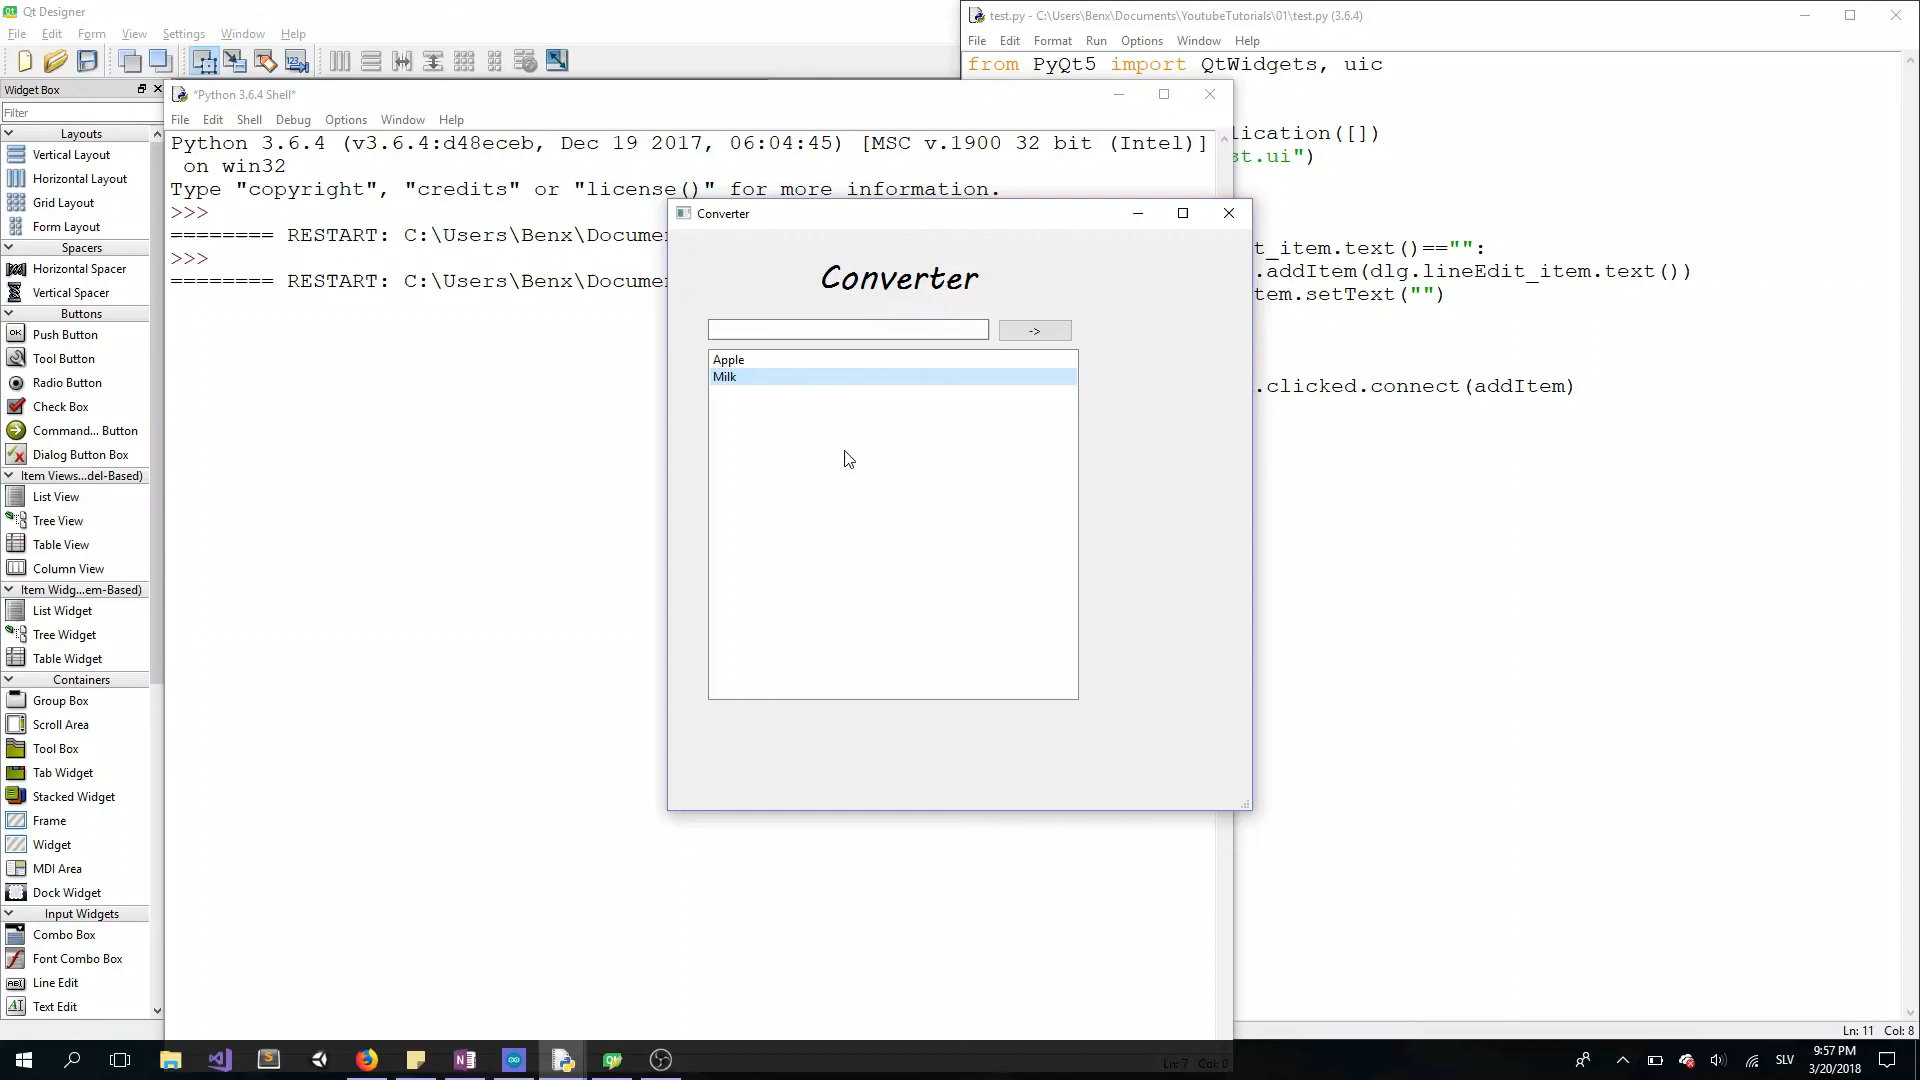 Qt Designer
File Edit Form View Settings Window Help
Widget Box
Filter
Layouts
Vertical Layout
Horizontal Layout
Grid Layout
Form Layout
Spacers
Horizontal Spacer
Vertical Spacer
Buttons
Push Button
Tool Button
Radio Button
Check Box
Command... Button
Dialog Button Box
Item Views...del-Based)
List View
Tree View
Table View
Column View
Item Widg...em-Based)
List Widget
Tree Widget
Table Widget
Containers
Group Box
Scroll Area
Tool Box
Tab Widget
Stacked Widget
Frame
Widget
MDI Area
Dock Widget
Input Widgets
Combo Box
Font Combo Box
Line Edit
Text Edit
*Python 3.6.4 Shell*
File Edit Shell Debug Options Window Help
Python 3.6.4 (v3.6.4:d48eceb, Dec 19 2017, 06:04:45) [MSC v.1900 32 bit (Intel)]
on win32
Type "copyright", "credits" or "license()" for more information.
>>>
======== RESTART: C:\Users\Benx\Docume
>>>
======== RESTART: C:\Users\Benx\Docume
Ln: 7 Col: 0
Converter
Converter
->
Apple
Milk
test.py - C:\Users\Benx\Documents\YoutubeTutorials\01\test.py (3.6.4)
File Edit Format Run Options Window Help
from PyQt5 import QtWidgets, uic
lication([])
st.ui")
t_item.text()=="":
.addItem(dlg.lineEdit_item.text())
tem.setText("")
.clicked.connect(addItem)
Ln: 11 Col: 8
SLV
9:57 PM
3/20/2018